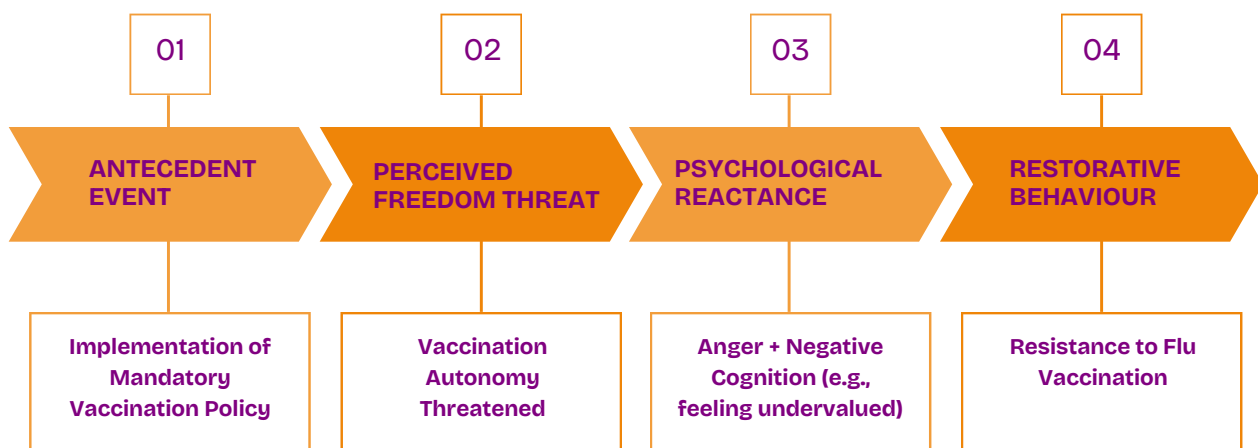 01
02
03
04
ANTECEDENT
EVENT
PERCEIVED
FREEDOM THREAT
PSYCHOLOGICAL
REACTANCE
RESTORATIVE
BEHAVIOUR
Implementation of
Mandatory
Vaccination Policy
Vaccination
Autonomy
Threatened
Anger + Negative
Cognition (e.g.,
feeling undervalued)
Resistance to Flu
Vaccination